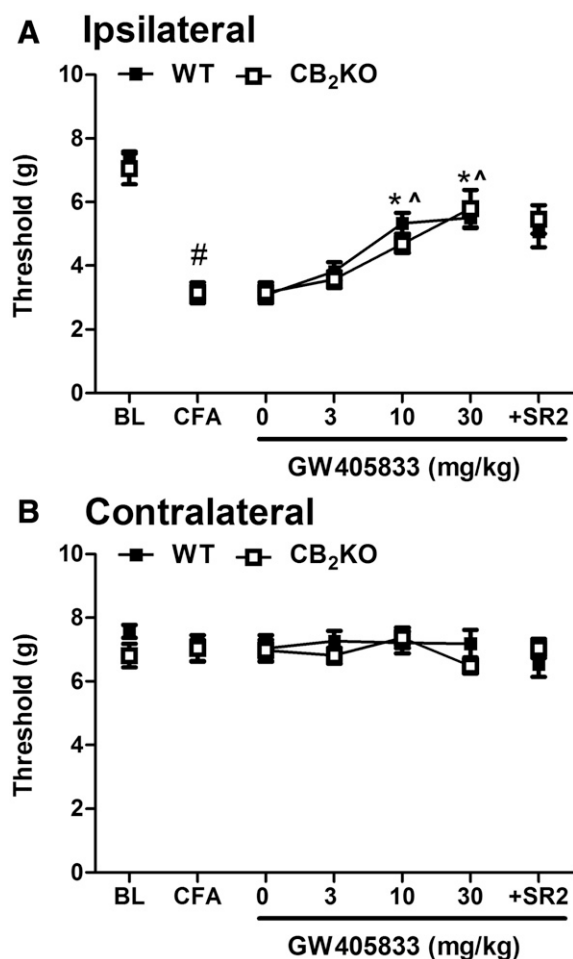 A Ipsilateral
WT CB₂KO
10
8
6
4
2
0
Threshold (g)
* ^
* ^
#
BL CFA 0 3 10 30 +SR2
GW405833 (mg/kg)
B Contralateral
WT CB₂KO
10
8
6
4
2
0
Threshold (g)
BL CFA 0 3 10 30 +SR2
GW405833 (mg/kg)